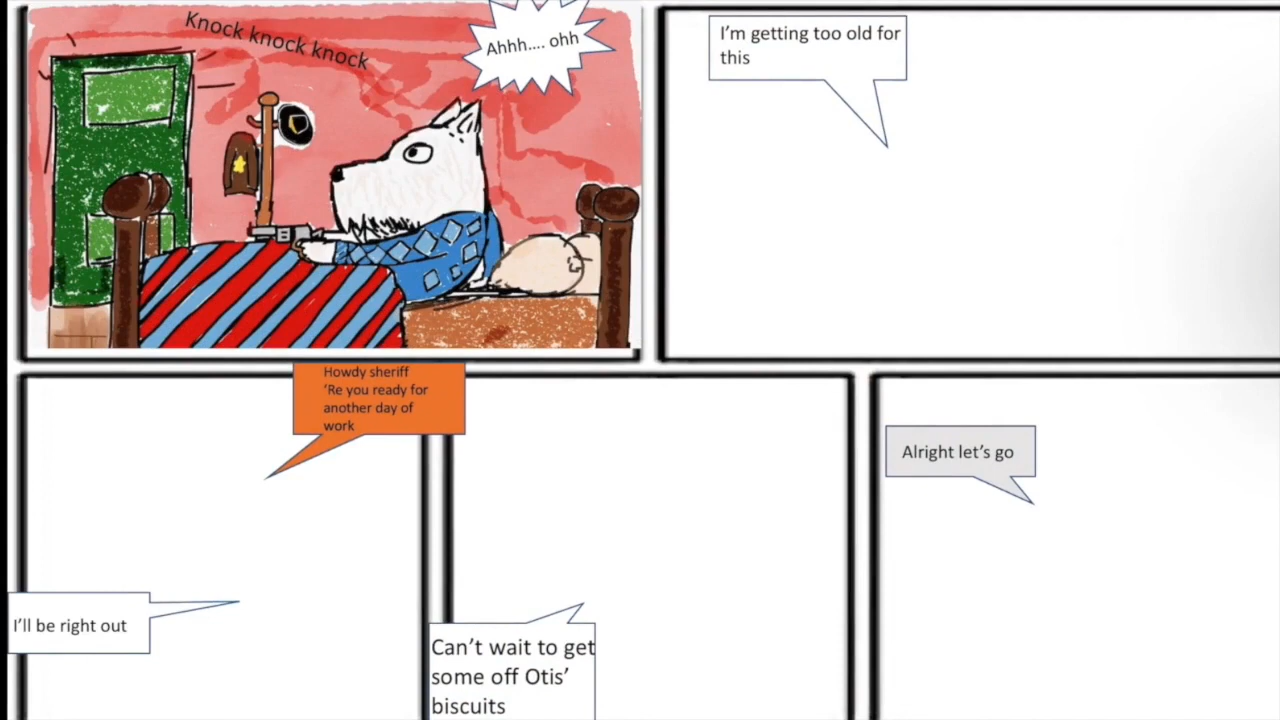 Knock knock knock
Ahhh.... ohh
I'm getting too old for
this
Howdy sheriff
'Re you ready for
another day of
work
I'll be right out
Can't wait to get
some off Otis'
biscuits
Alright let's go